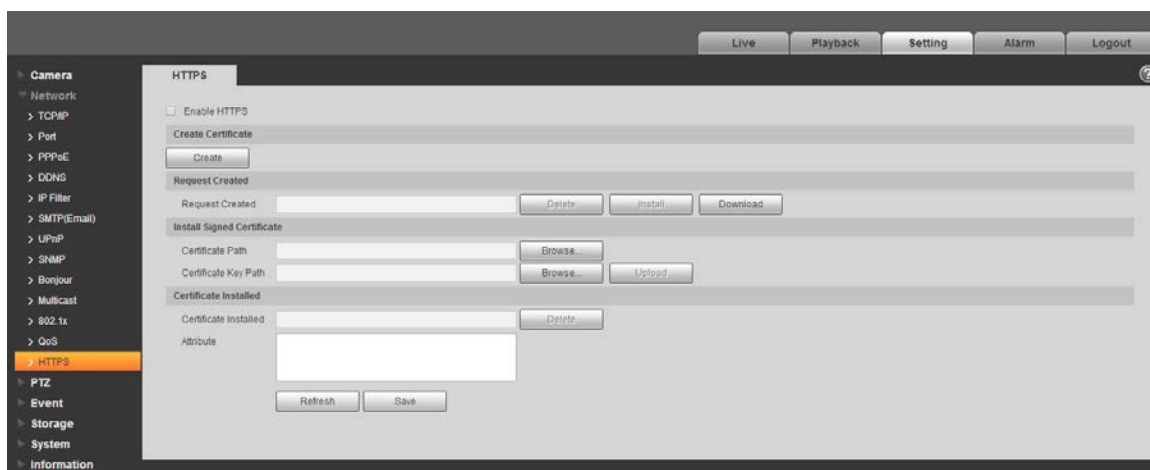 Live Playback Setting Alarm Logout
Camera
Network
> TCP/IP
> Port
> PPPoE
> DDNS
> IP Filter
> SMTP(Email)
> UPnP
> SNMP
> Bonjour
> Multicast
> 802.1x
> QoS
> HTTPS
PTZ
Event
Storage
System
Information
HTTPS
?
Enable HTTPS
Create Certificate
Create
Request Created
Request Created Delete Install Download
Install Signed Certificate
Certificate Path Browse...
Certificate Key Path Browse... Upload
Certificate Installed
Certificate Installed Delete
Attribute
Refresh Save